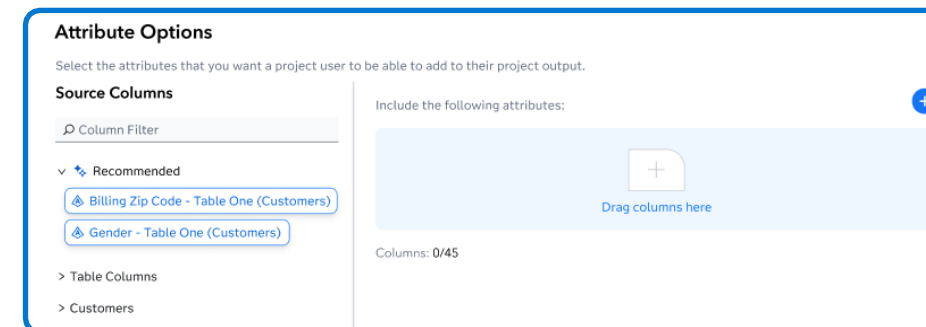 Attribute Options
Select the attributes that you want a project user to be able to add to their project output.
Source Columns
Column Filter
Recommended
Billing Zip Code - Table One (Customers)
Gender - Table One (Customers)
> Table Columns
> Customers
Include the following attributes:
Drag columns here
Columns: 0/45